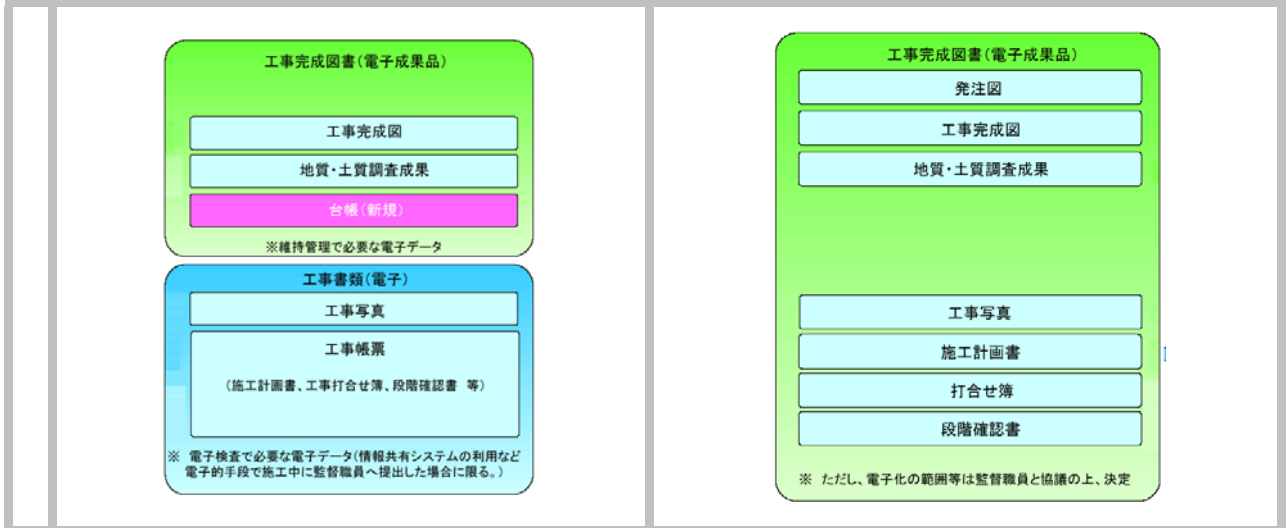 工事完成図書(電子成果品)
工事完成図
地質・土質調査成果
台帳(新規)
※維持管理で必要な電子データ
工事書類(電子)
工事写真
工事帳票
(施工計画書、工事打合せ簿、段階確認書 等)
※ 電子検査で必要な電子データ(情報共有システムの利用など
電子的手段で施工中に監督職員へ提出した場合に限る。)
工事完成図書(電子成果品)
発注図
工事完成図
地質・土質調査成果
工事写真
施工計画書
打合せ簿
段階確認書
※ ただし、電子化の範囲等は監督職員と協議の上、決定